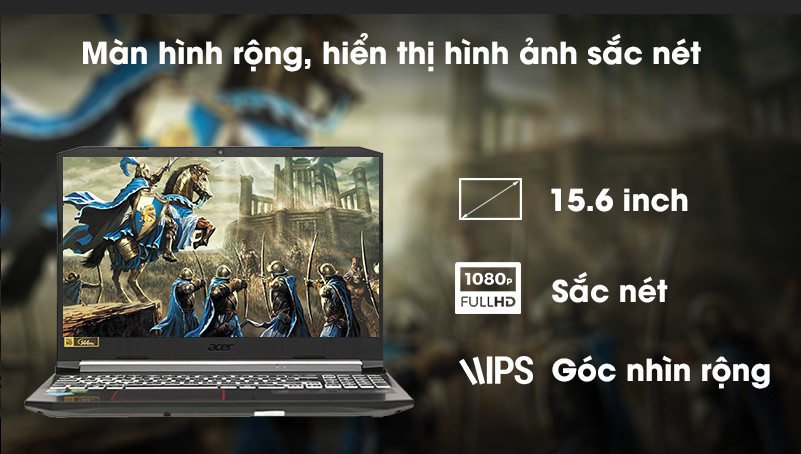 Màn hình rộng, hiển thị hình ảnh sắc nét
15.6 inch
1080P
FULLHD
Sắc nét
IPS
Góc nhìn rộng
144Hz
acer